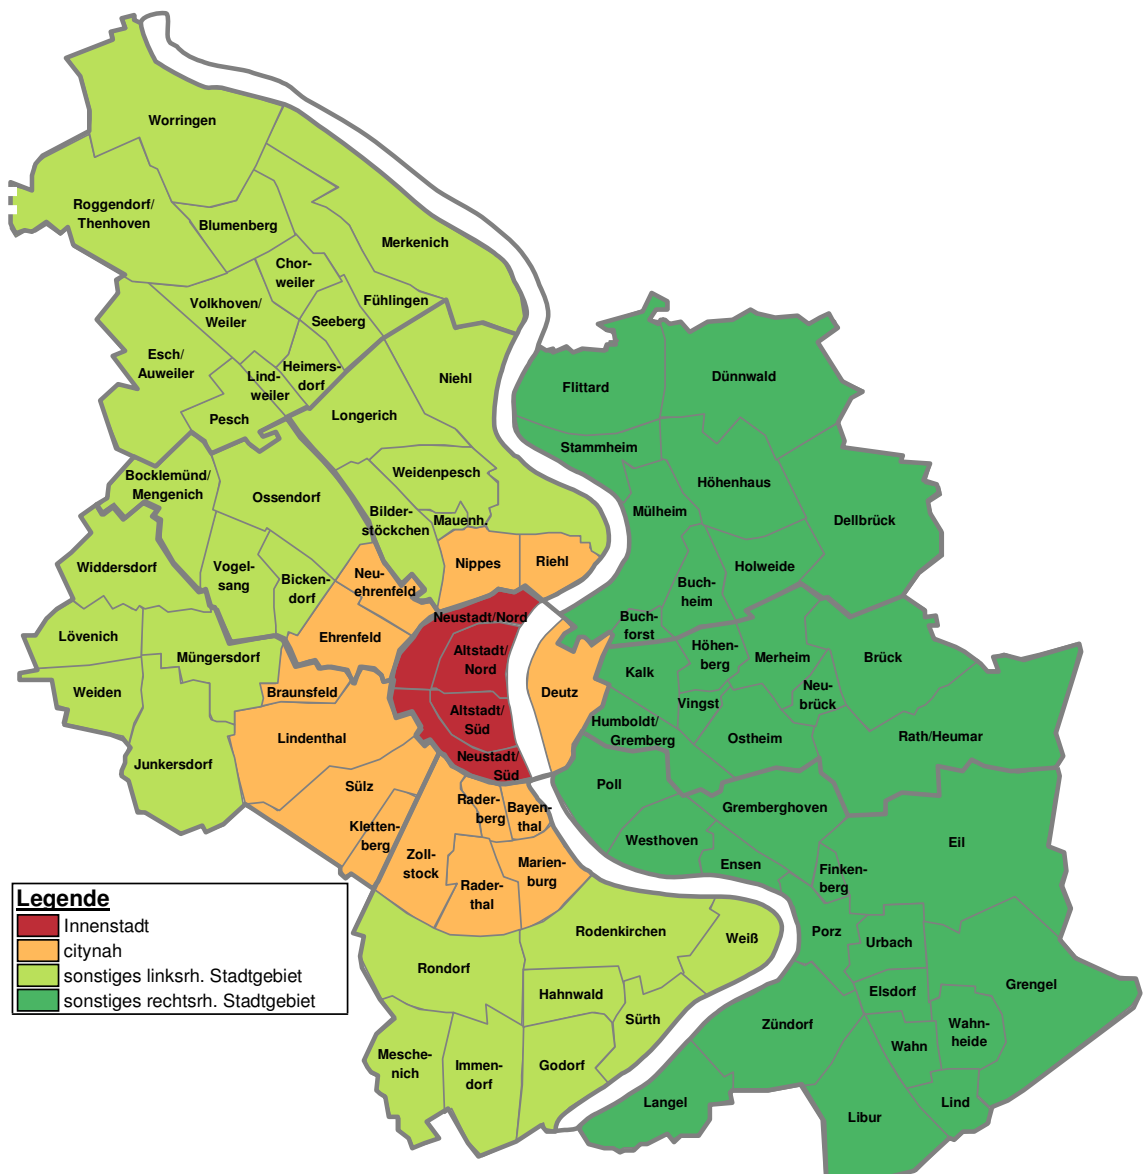 Worringen
Roggendorf/
Thenhoven
Blumenberg
Merkenich
Chor-
weiler
Fühlingen
Volkhoven/
Weiler
Seeberg
Esch/
Auweiler
Heimers-
dorf
Lind-
weiler
Niehl
Pesch
Longerich
Flittard
Dünnwald
Stammheim
Höhenhaus
Bocklemünd/
Mengenich
Ossendorf
Weidenpesch
Bilder-
stöckchen
Mauenh.
Mülheim
Dellbrück
Widdersdorf
Vogel-
sang
Bicken-
dorf
Neu-
ehrenfeld
Nippes
Riehl
Buch-
heim
Holweide
Neustadt/Nord
Buch-
forst
Lövenich
Ehrenfeld
Altstadt/
Nord
Höhen-
berg
Merheim
Brück
Müngersdorf
Kalk
Weiden
Braunsfeld
Deutz
Neu-
brück
Vingst
Altstadt/
Süd
Humboldt/
Gremberg
Ostheim
Rath/Heumar
Lindenthal
Junkersdorf
Neustadt/
Süd
Sülz
Poll
Rader-
berg
Bayen-
thal
Gremberghoven
Kletten-
berg
Westhoven
Eil
Zoll-
stock
Marien-
burg
Ensen
Finken-
berg
Rader-
thal
Legende
Innenstadt
citynah
sonstiges linksrh. Stadtgebiet
sonstiges rechtsrh. Stadtgebiet
Rodenkirchen
Weiß
Porz
Urbach
Rondorf
Hahnwald
Elsdorf
Grengel
Sürth
Zündorf
Wahn-
heide
Wahn
Mesche-
nich
Immen-
dorf
Godorf
Langel
Lind
Libur